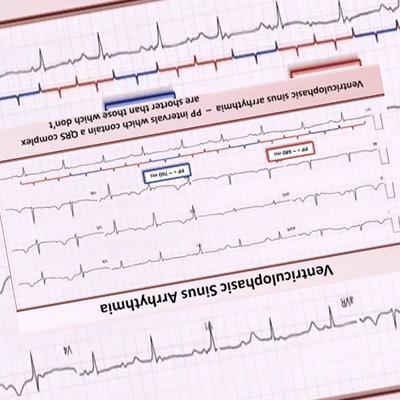 aVR
V4
Ventriculophasic Sinus Arrhythmia
PP ~ = 680 ms
PP ~ = 760 ms
Ventriculophasic sinus arrhythmia – PP intervals which contain a QRS complex
are shorter than those which don't